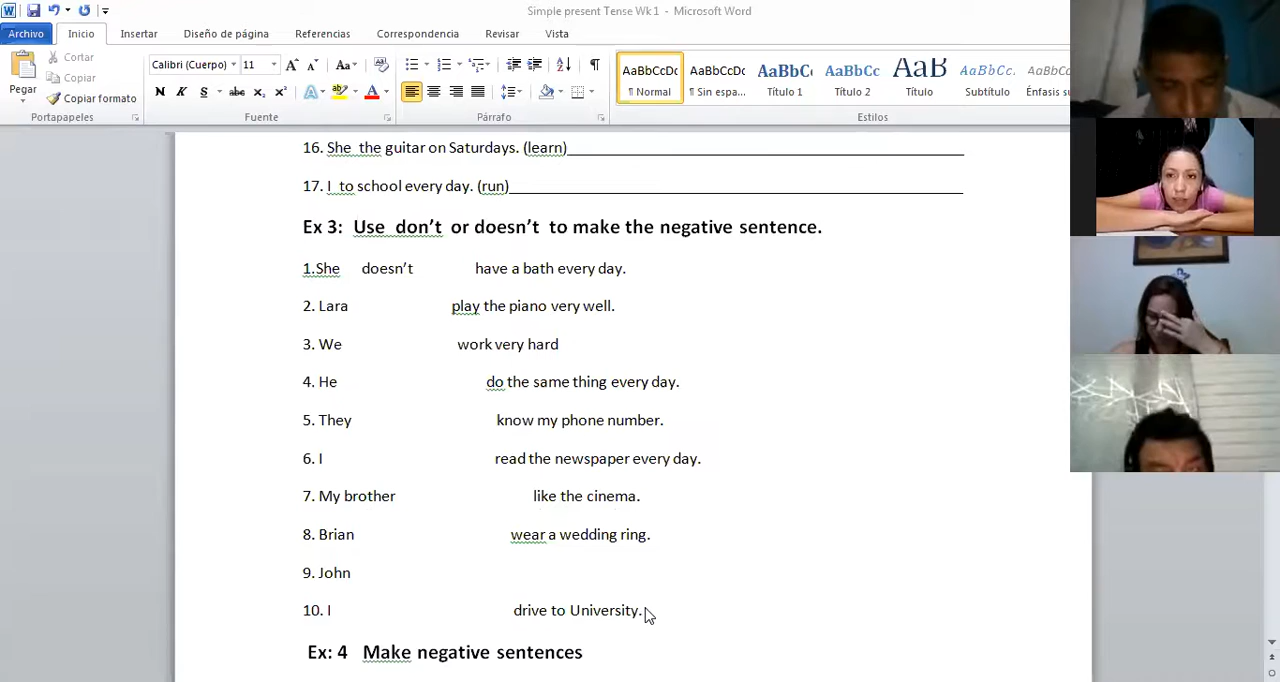 Simple present Tense Wk1 - Microsoft Word
Archivo Inicio Insertar Diseño de página Referencias Correspondencia Revisar Vista
Pegar
Cortar
Copiar
Copiar formato
Portapapeles
Calibri (Cuerpo) 11
Fuente
Párrafo
AaBbCcDc AaBbCcDc AaBbC AaBbCc AaB AaBbCc. AaBbCcD
¶ Normal ¶ Sin espa... Título 1 Título 2 Título Subtítulo Énfasis su
Estilos
16. She the guitar on Saturdays. (learn)
17. I to school every day. (run)
Ex 3: Use don’t or doesn’t to make the negative sentence.
1.She doesn’t have a bath every day.
2. Lara play the piano very well.
3. We work very hard
4. He do the same thing every day.
5. They know my phone number.
6. I read the newspaper every day.
7. My brother like the cinema.
8. Brian wear a wedding ring.
9. John
10. I drive to University.
Ex: 4 Make negative sentences